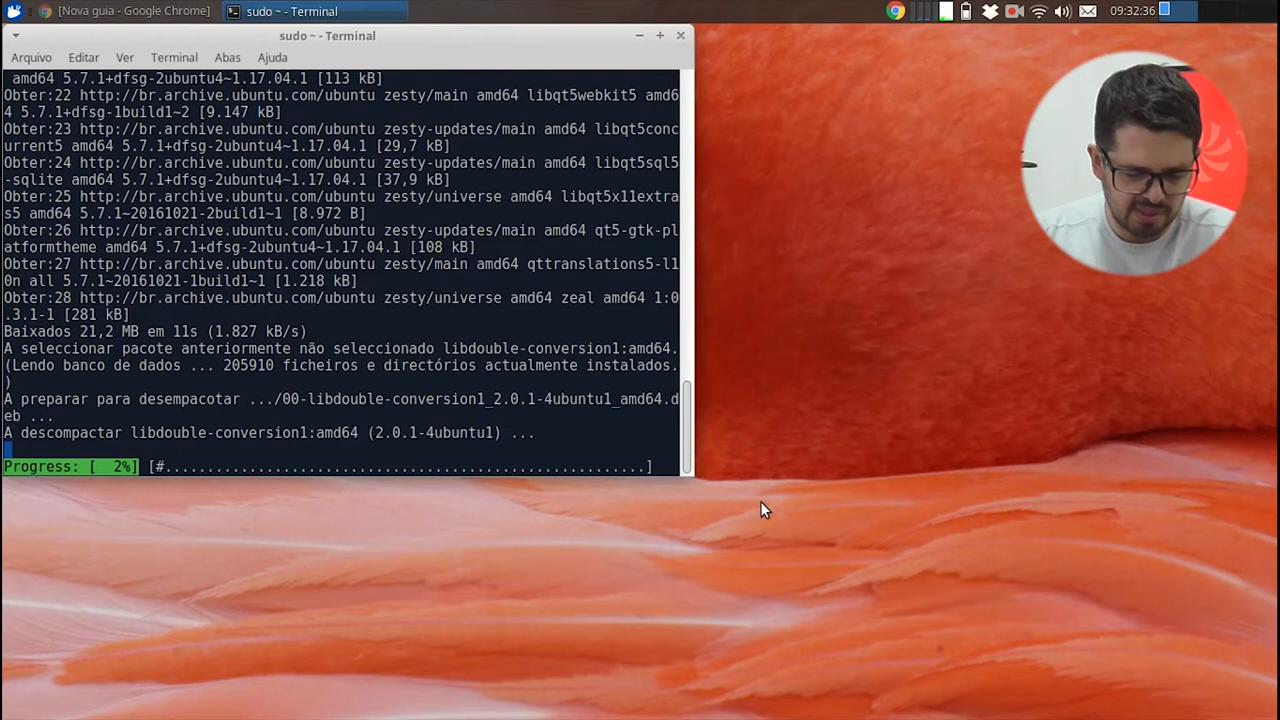 [Nova guia - Google Chrome]
sudo ~ - Terminal
09:32:36
sudo ~ - Terminal
Arquivo Editar Ver Terminal Abas Ajuda
amd64 5.7.1+dfsg-2ubuntu4~1.17.04.1 [113 kB]
Obter:22 http://br.archive.ubuntu.com/ubuntu zesty/main amd64 libqt5webkit5 amd6
4 5.7.1+dfsg-1build1~2 [9.147 kB]
Obter:23 http://br.archive.ubuntu.com/ubuntu zesty-updates/main amd64 libqt5conc
urrent5 amd64 5.7.1+dfsg-2ubuntu4~1.17.04.1 [29,7 kB]
Obter:24 http://br.archive.ubuntu.com/ubuntu zesty-updates/main amd64 libqt5sql5
-sqlite amd64 5.7.1+dfsg-2ubuntu4~1.17.04.1 [37,9 kB]
Obter:25 http://br.archive.ubuntu.com/ubuntu zesty/universe amd64 libqt5x11extra
s5 amd64 5.7.1~20161021-2build1~1 [8.972 B]
Obter:26 http://br.archive.ubuntu.com/ubuntu zesty-updates/main amd64 qt5-gtk-pl
atformtheme amd64 5.7.1+dfsg-2ubuntu4~1.17.04.1 [108 kB]
Obter:27 http://br.archive.ubuntu.com/ubuntu zesty/main amd64 qttranslations5-l1
0n all 5.7.1~20161021-1build1~1 [1.218 kB]
Obter:28 http://br.archive.ubuntu.com/ubuntu zesty/universe amd64 zeal amd64 1:0
.3.1-1 [281 kB]
Baixados 21,2 MB em 11s (1.827 kB/s)
A seleccionar pacote anteriormente não seleccionado libdouble-conversion1:amd64.
(Lendo banco de dados ... 205910 ficheiros e directórios actualmente instalados.
)
A preparar para desempacotar .../00-libdouble-conversion1_2.0.1-4ubuntu1_amd64.d
eb ...
A descompactar libdouble-conversion1:amd64 (2.0.1-4ubuntu1) ...
Progress: [  2%] [#.........................................................]